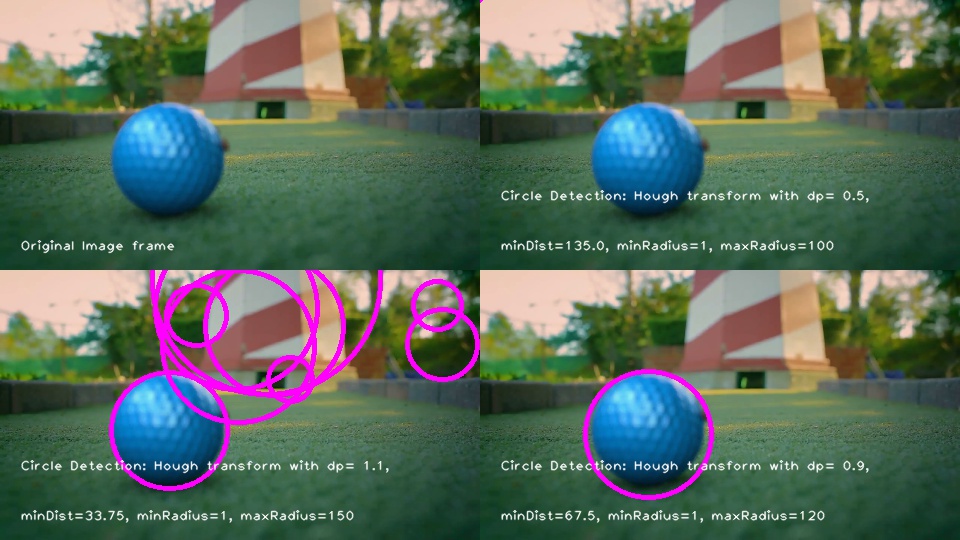 Original Image frame
Circle Detection: Hough transform with dp= 0.5,
minDist=135.0, minRadius=1, maxRadius=100
Circle Detection: Hough transform with dp= 1.1,
minDist=33.75, minRadius=1, maxRadius=150
Circle Detection: Hough transform with dp= 0.9,
minDist=67.5, minRadius=1, maxRadius=120